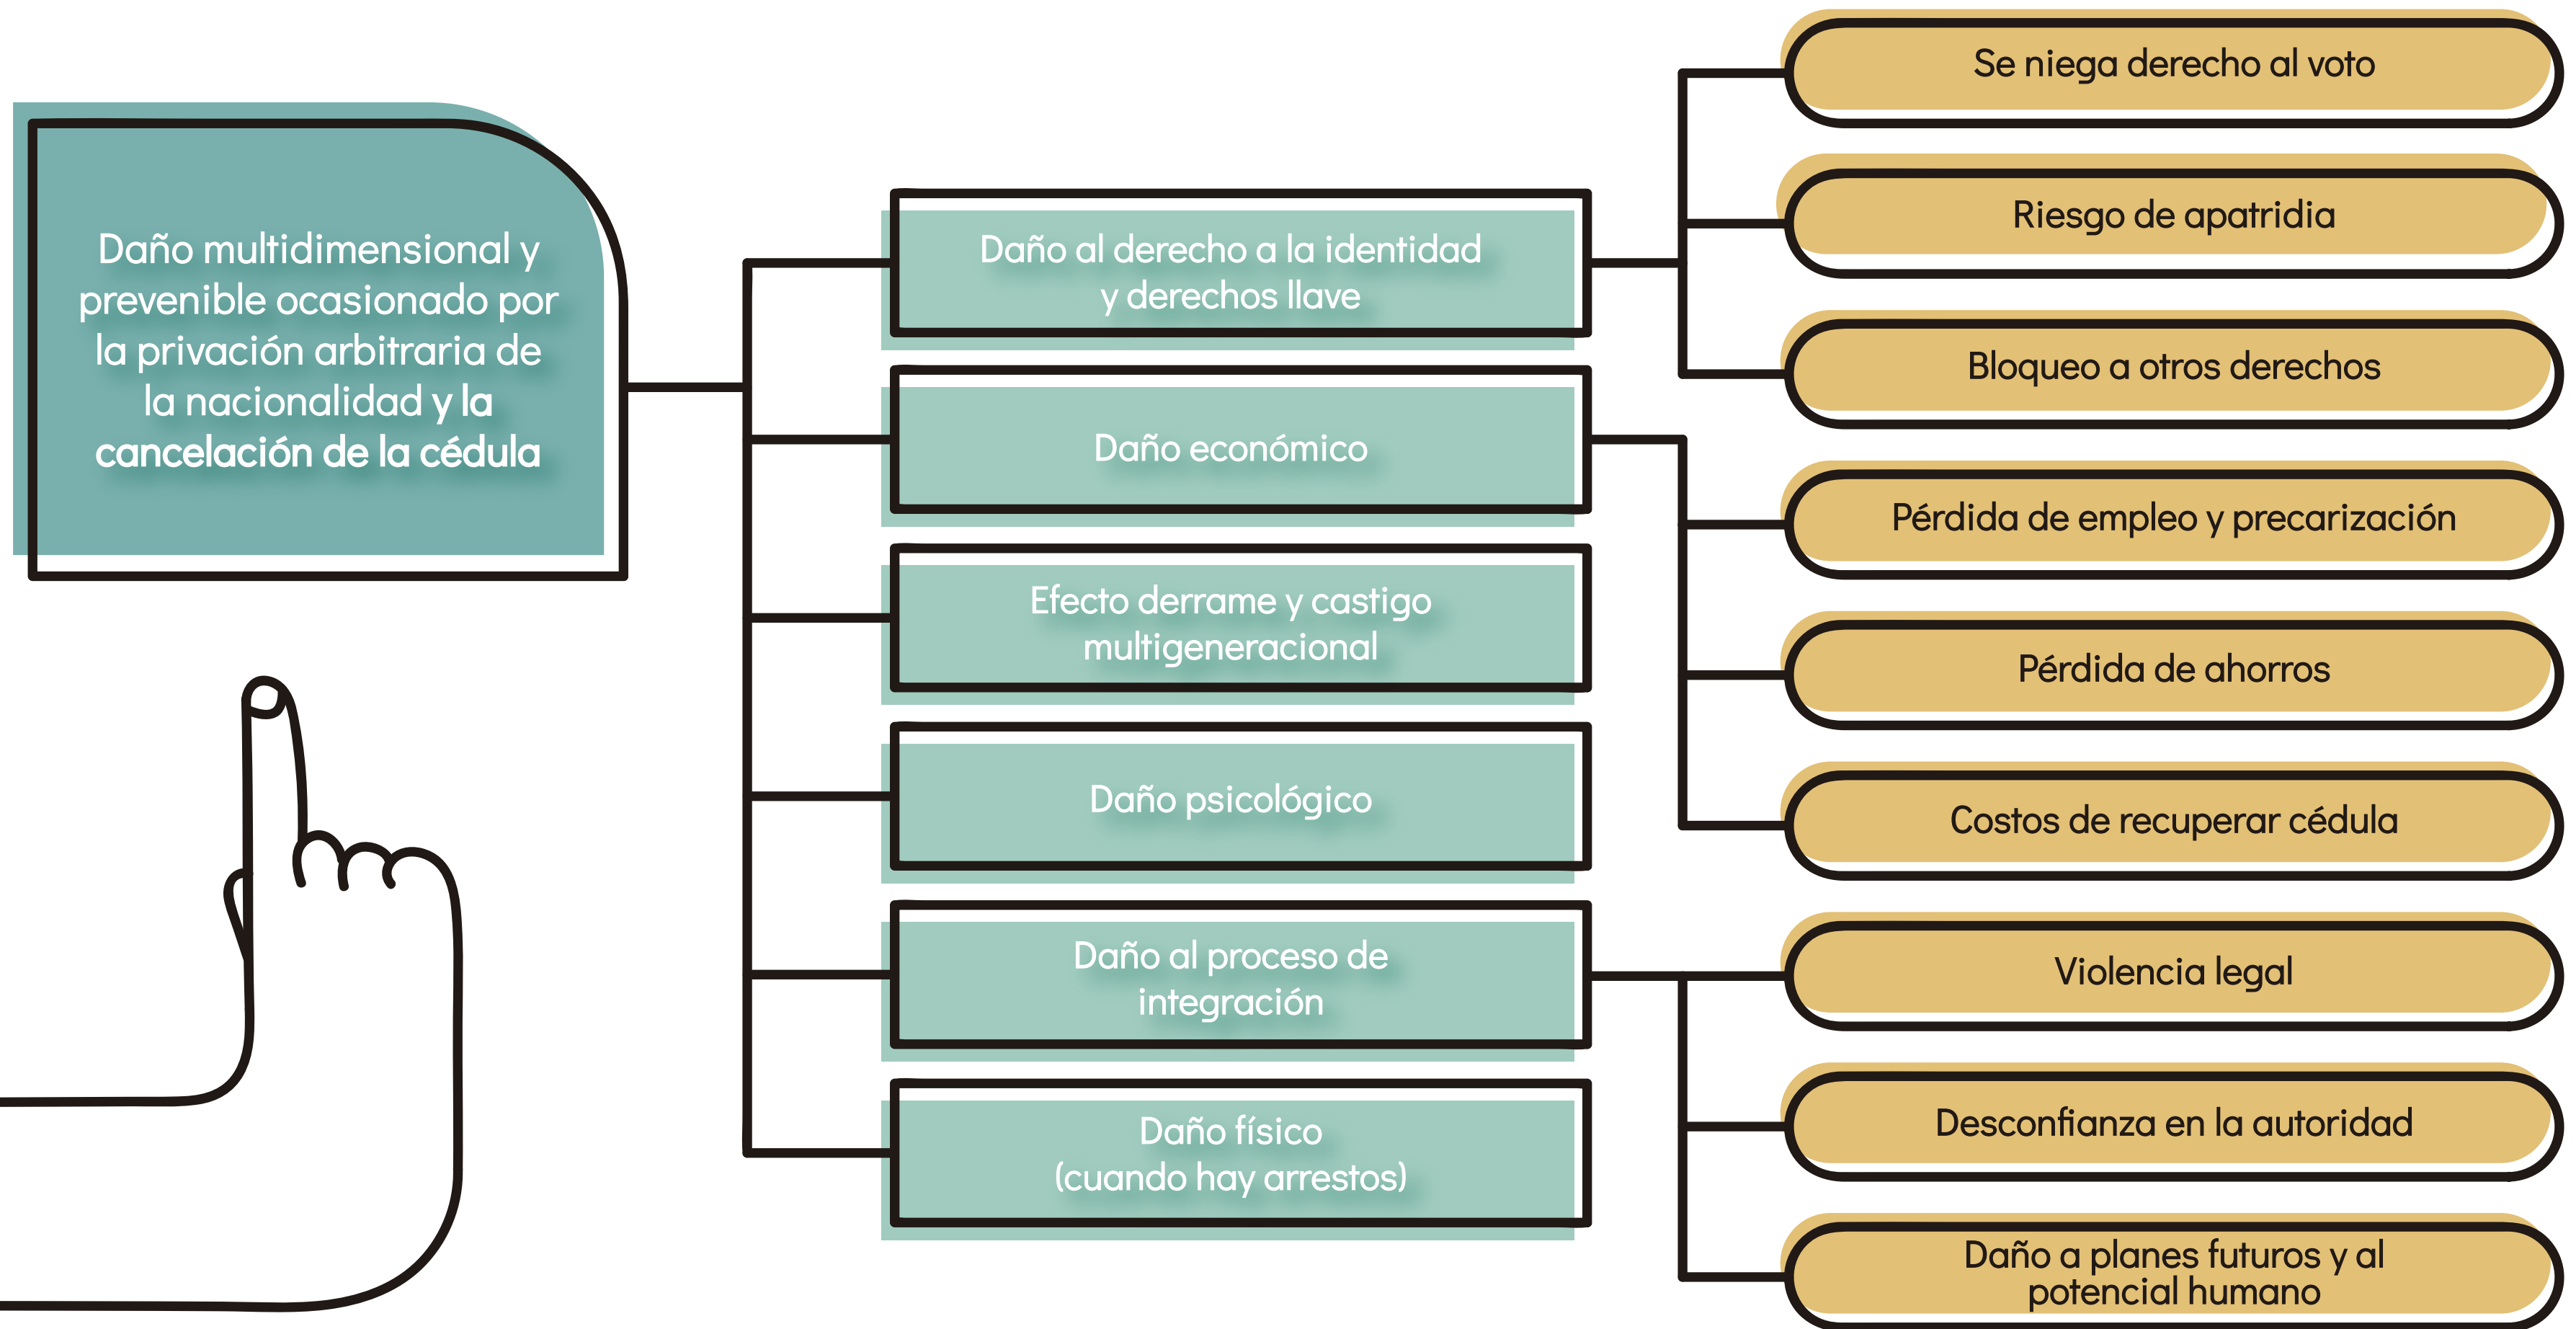 Daño multidimensional y
prevenible ocasionado por
la privación arbitraria de
la nacionalidad y la
cancelación de la cédula
Daño al derecho a la identidad
y derechos llave
Daño económico
Efecto derrame y castigo
multigeneracional
Daño psicológico
Daño al proceso de
integración
Daño físico
(cuando hay arrestos)
Se niega derecho al voto
Riesgo de apatridia
Bloqueo a otros derechos
Pérdida de empleo y precarización
Pérdida de ahorros
Costos de recuperar cédula
Violencia legal
Desconfianza en la autoridad
Daño a planes futuros y al
potencial humano